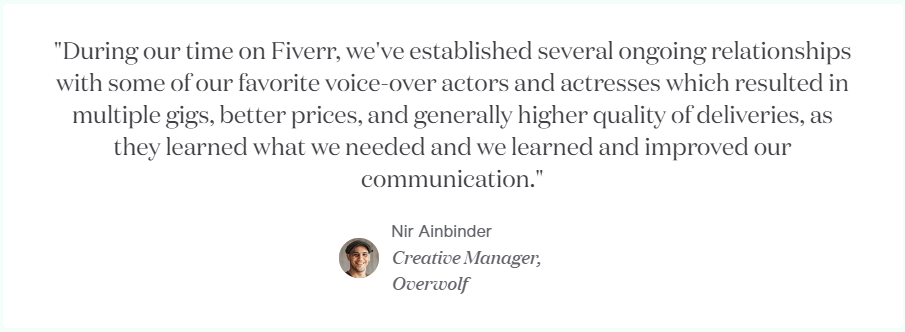 "During our time on Fiverr, we've established several ongoing relationships
with some of our favorite voice-over actors and actresses which resulted in
multiple gigs, better prices, and generally higher quality of deliveries, as
they learned what we needed and we learned and improved our
communication."
Nir Ainbinder
Creative Manager,
Overwolf